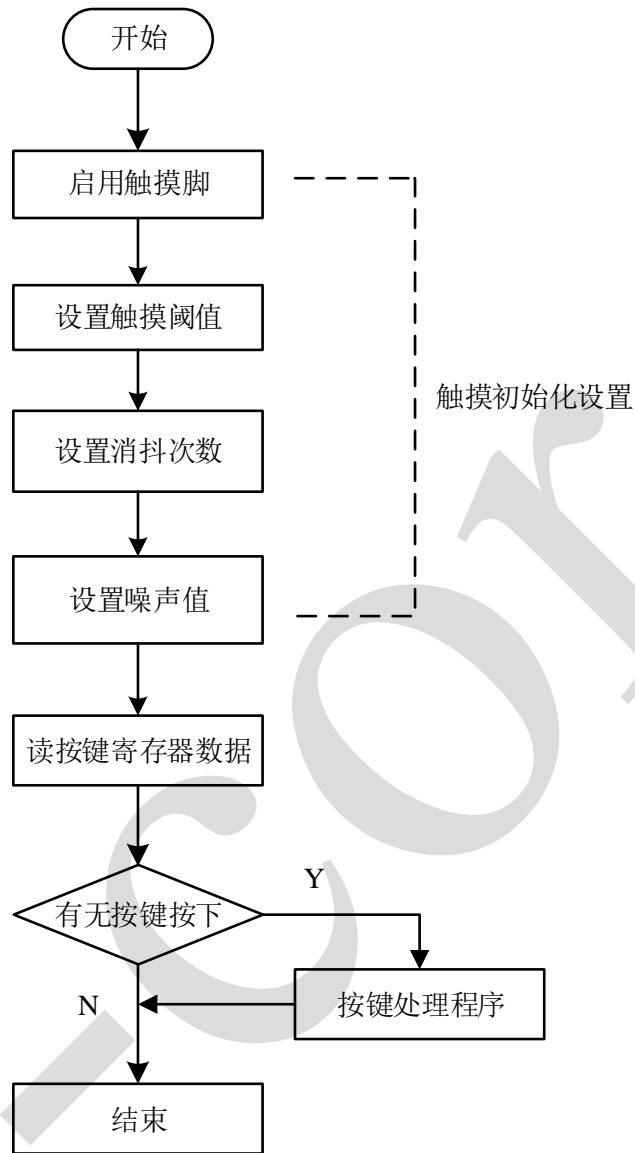 开始
启用触摸脚
设置触摸阈值
触摸初始化设置
设置消抖次数
设置噪声值
读按键寄存器数据
有无按键按下
Y
N
按键处理程序
结束
-cor